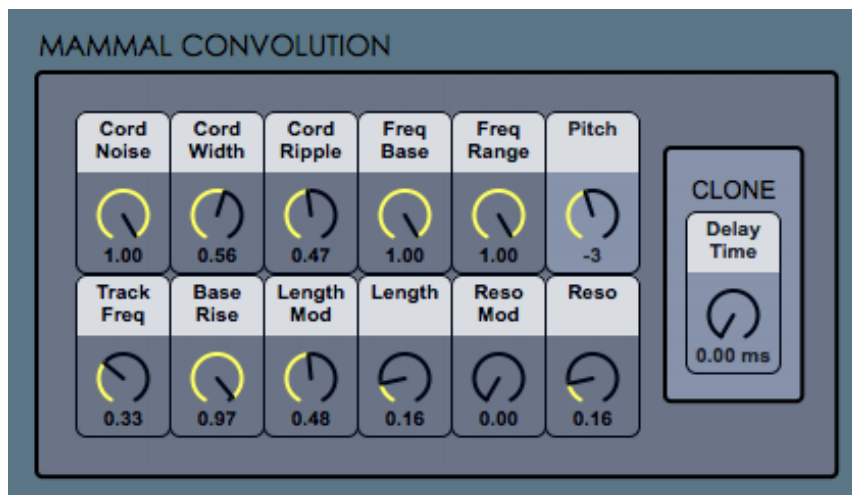 MAMMAL CONVOLUTION
Cord Cord Cord Freq Freq Pitch
Noise Width Ripple Base Range
1.00 0.56 0.47 1.00 1.00 -3
Track Base Length Length Reso Reso
Freq Rise Mod Mod
0.33 0.97 0.48 0.16 0.00 0.16
CLONE
Delay
Time
0.00 ms